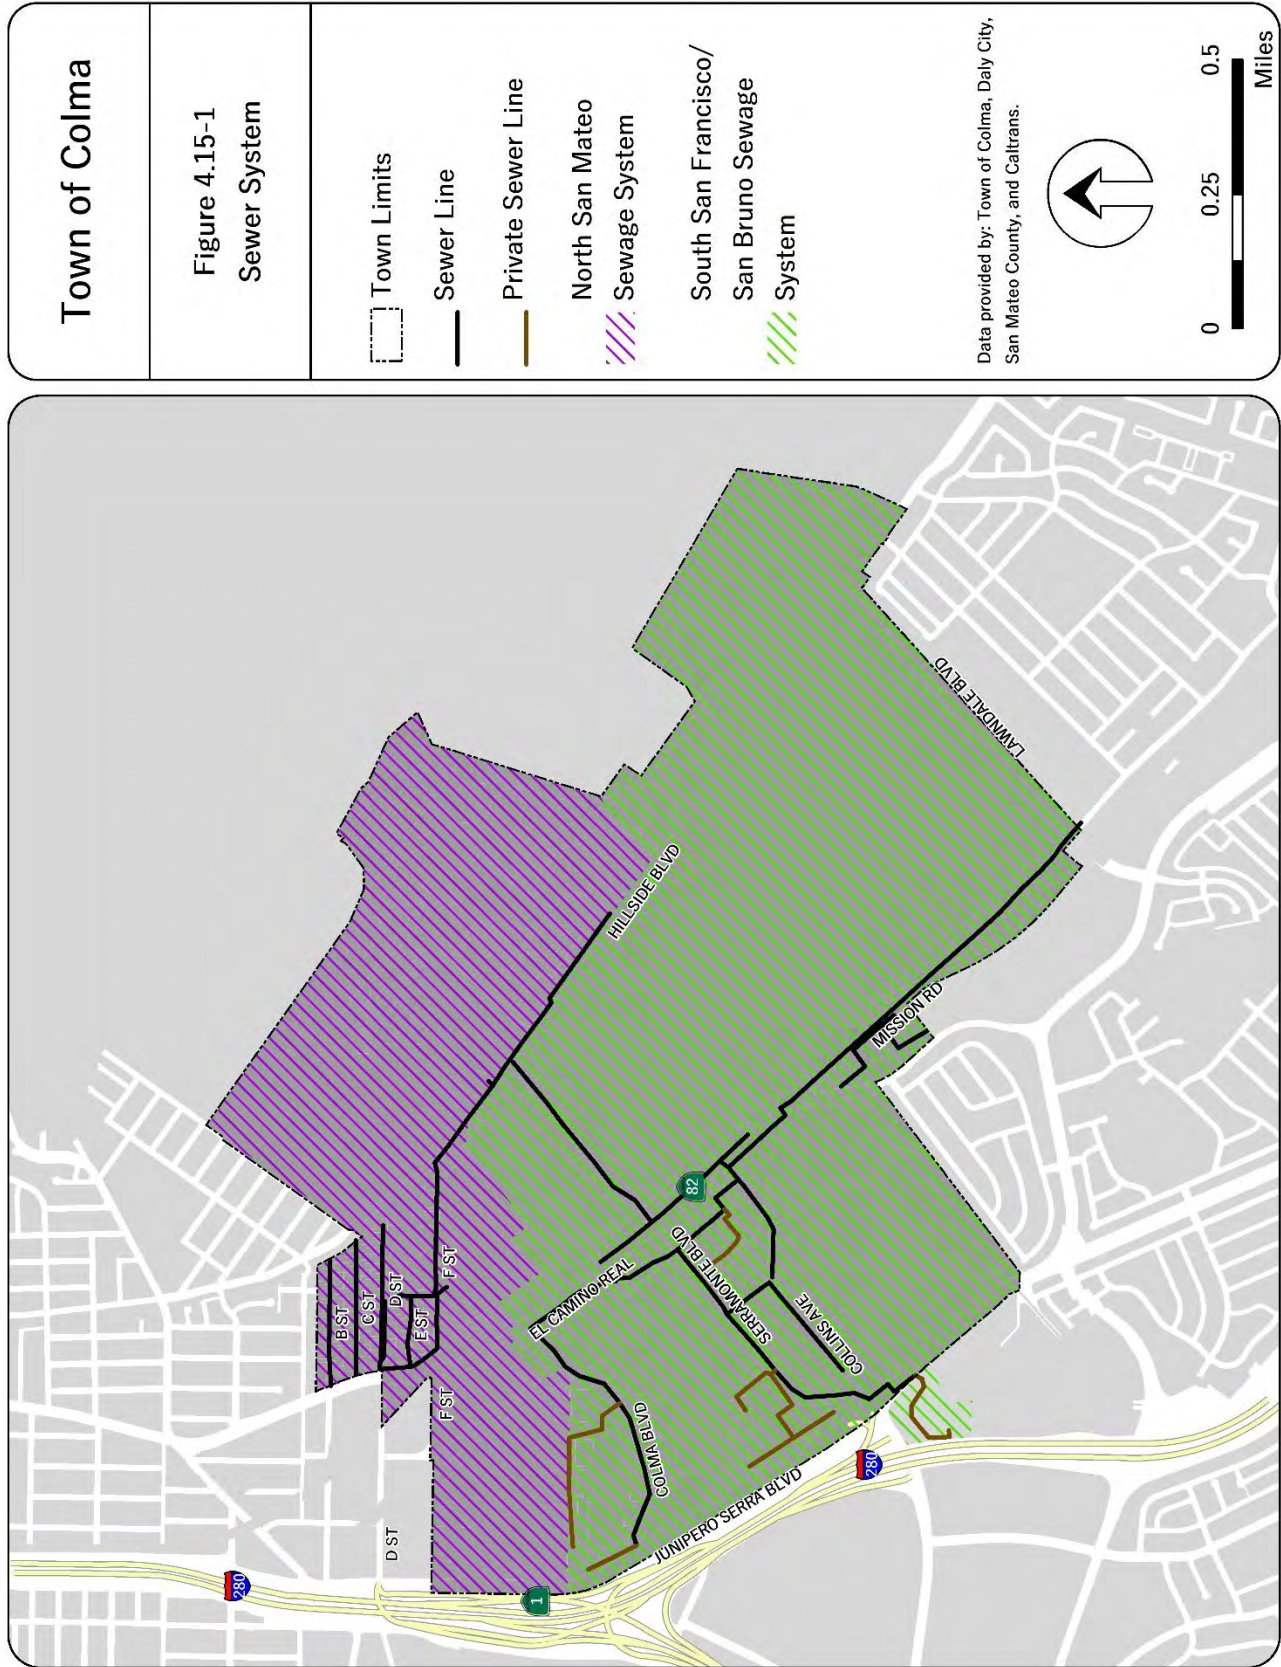 Town of Colma
Figure 4.15-1
Sewer System
Town Limits
Sewer Line
Private Sewer Line
North San Mateo
Sewage System
South San Francisco/
San Bruno Sewage
System
Data provided by: Town of Colma, Daly City,
San Mateo County, and Caltrans.
0 0.25 0.5
Miles
280
D ST
F ST
B ST
C ST
D ST
E ST
F ST
1
COLMA BLVD
JUNIPERO SERRA BLVD
280
EL CAMINO REAL
SERRAMONTE BLVD
COLLINS AVE
82
HILLSIDE BLVD
MISSION RD
LAWNDALE BLVD